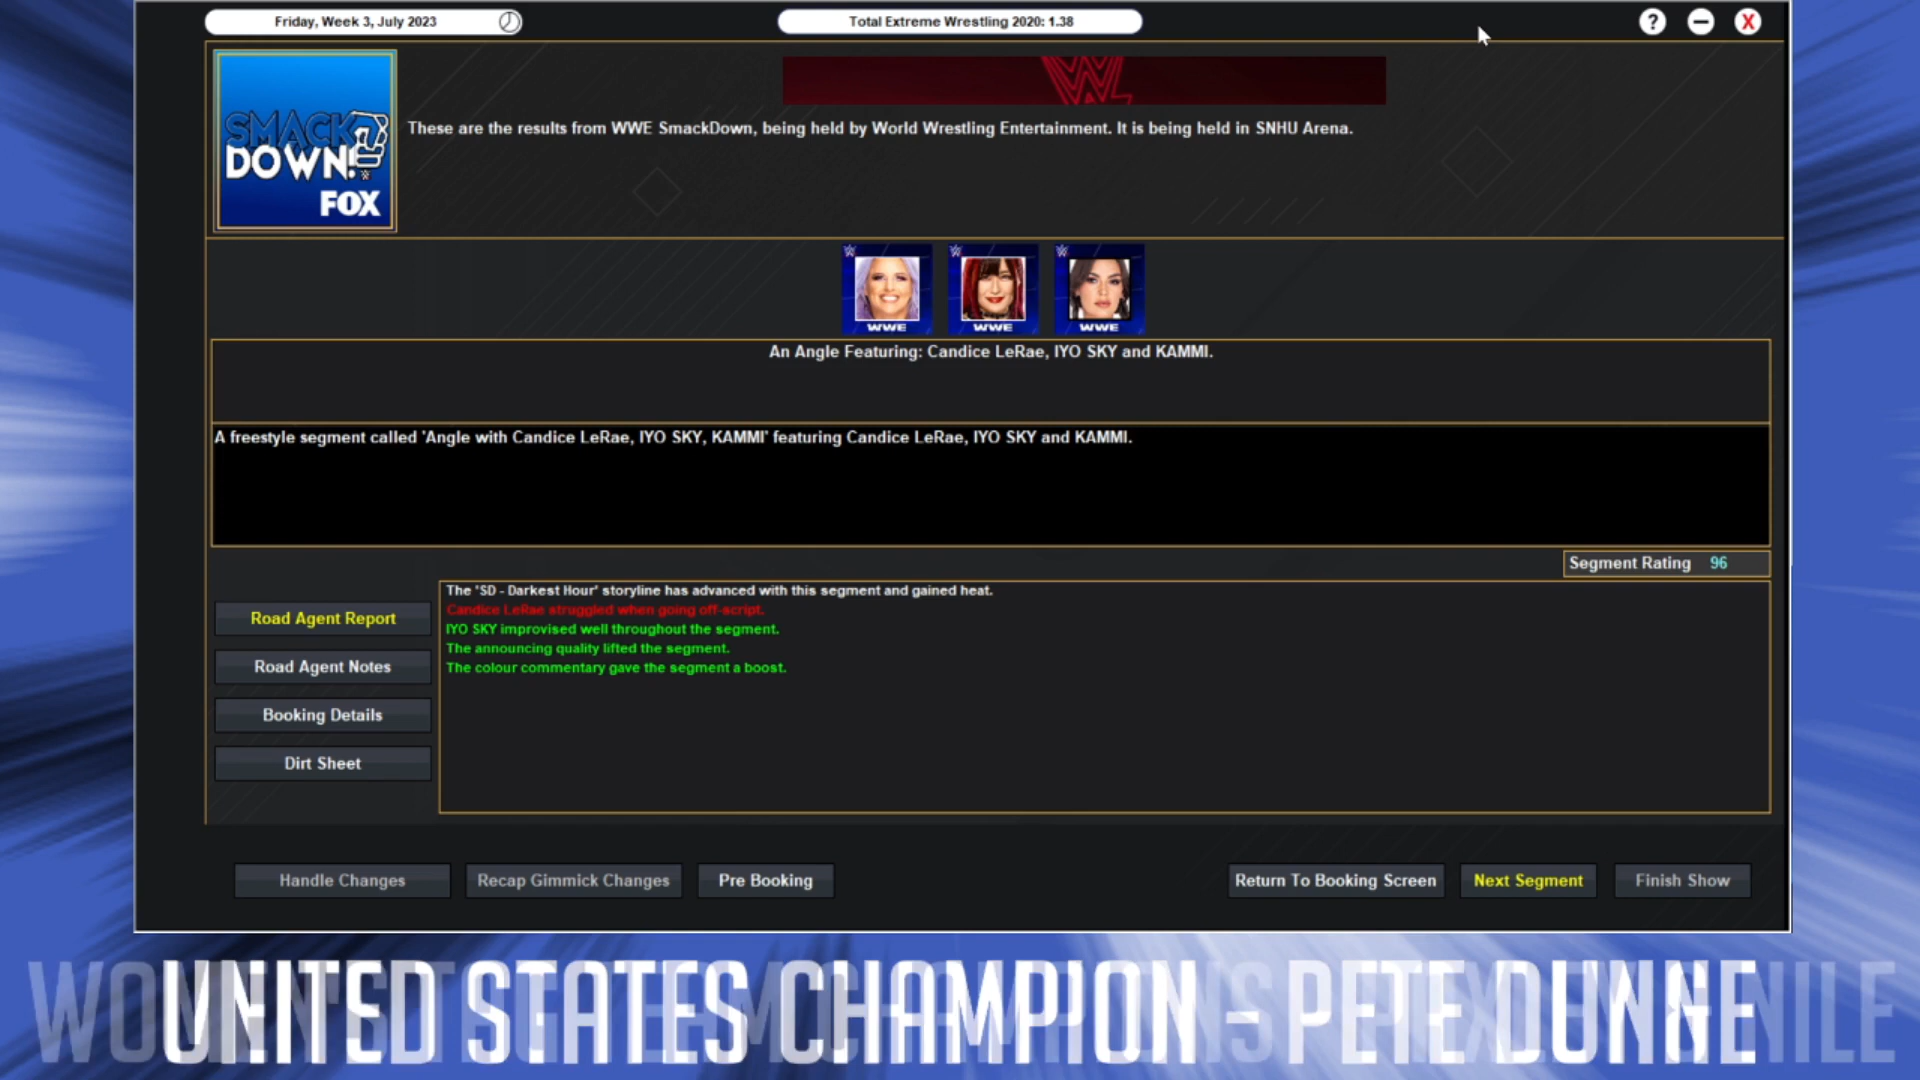 Friday, Week 3, July 2023
Total Extreme Wrestling 2020: 1.38
?
X
SMACK
DOWN!
FOX
These are the results from WWE SmackDown, being held by World Wrestling Entertainment. It is being held in SNHU Arena.
WWE WWE WWE
An Angle Featuring: Candice LeRae, IYO SKY and KAMMI.
A freestyle segment called 'Angle with Candice LeRae, IYO SKY, KAMMI' featuring Candice LeRae, IYO SKY and KAMMI.
Segment Rating 96
The 'SD - Darkest Hour' storyline has advanced with this segment and gained heat.
Candice LeRae struggled when going off-script.
IYO SKY improvised well throughout the segment.
The announcing quality lifted the segment.
The colour commentary gave the segment a boost.
Road Agent Report
Road Agent Notes
Booking Details
Dirt Sheet
Handle Changes
Recap Gimmick Changes
Pre Booking
Return To Booking Screen
Next Segment
Finish Show
UNITED STATES CHAMPION - PETE DUNNE